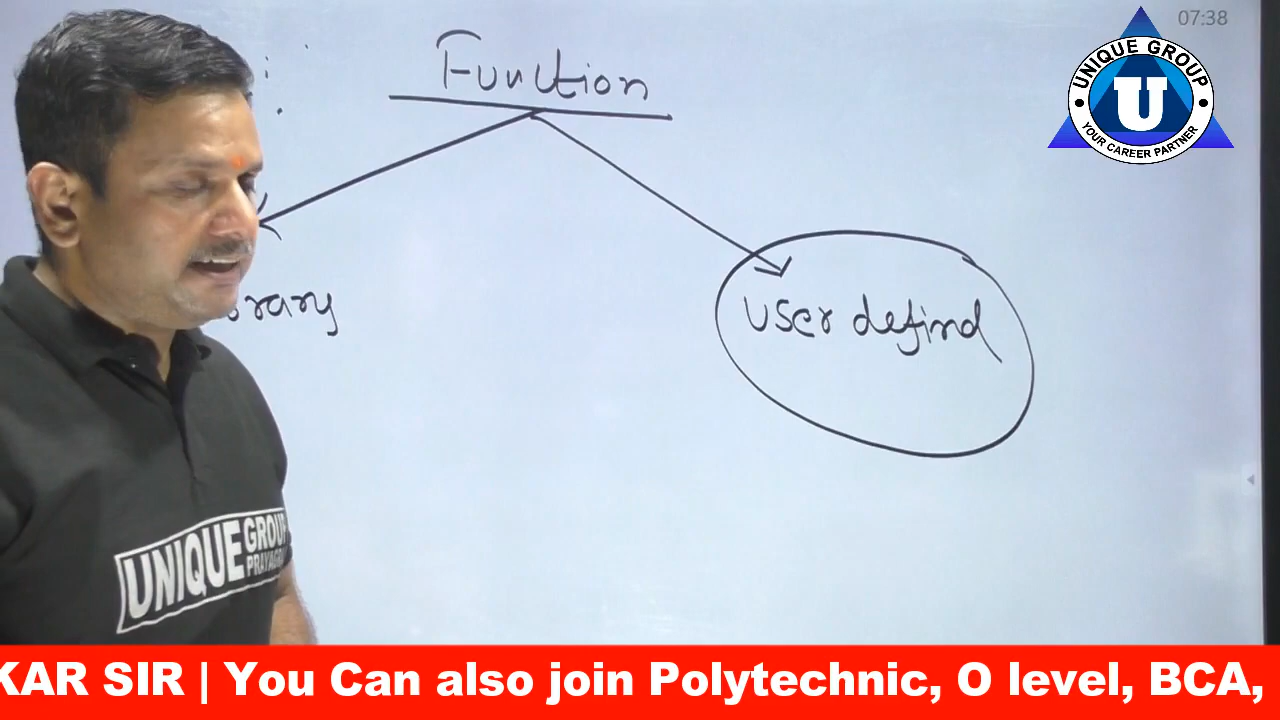 07:38
UNIQUE GROUP
U
YOUR CAREER PARTNER
Function
User defind
UNIQUE GROUP
KAR SIR | You Can also join Polytechnic, O level, BCA,